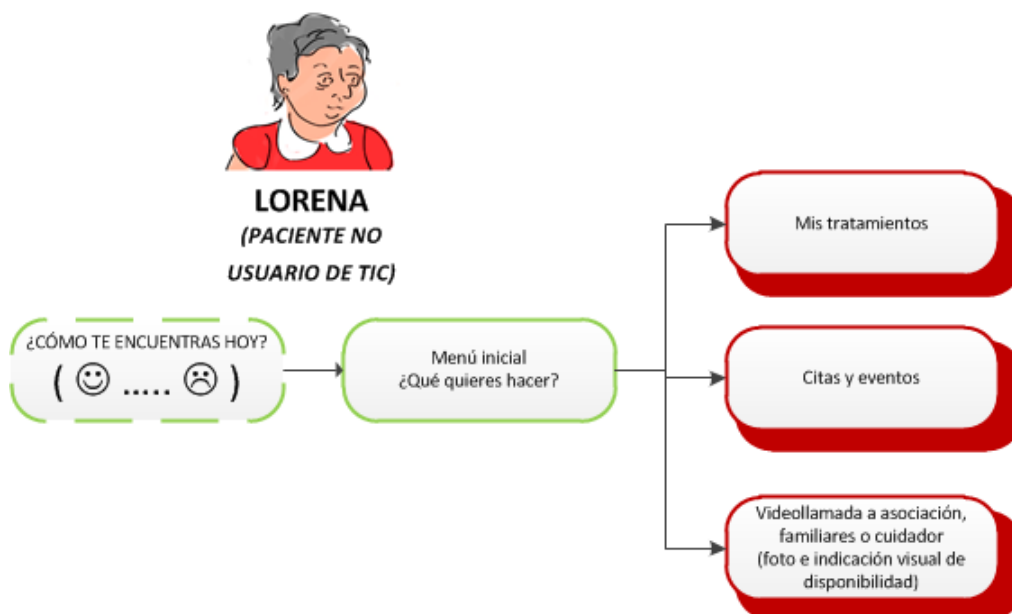 LORENA
(PACIENTE NO
USUARIO DE TIC)
¿CÓMO TE ENCUENTRAS HOY?
( ☺ ..... ☹ )
Menú inicial
¿Qué quieres hacer?
Mis tratamientos
Citas y eventos
Videollamada a asociación,
familiares o cuidador
(foto e indicación visual de
disponibilidad)